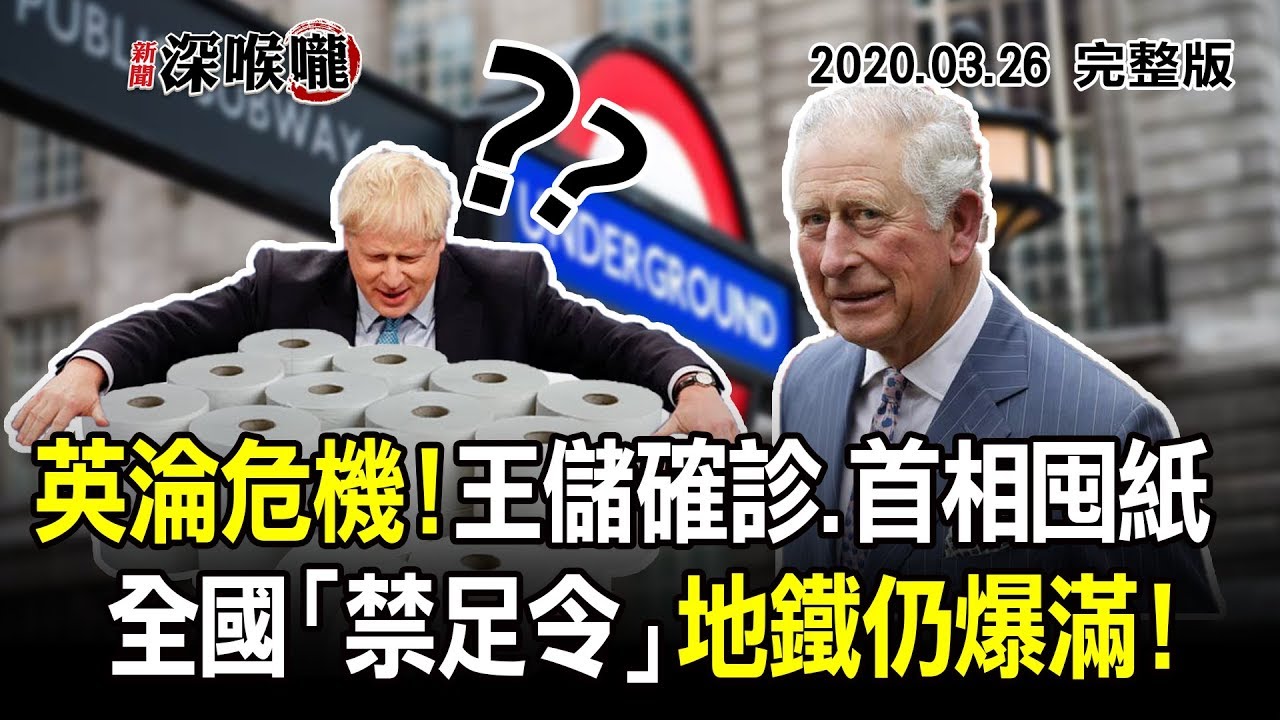 新聞深喉嚨
2020.03.26 完整版
PUBLIC SUBWAY
??
UNDERGROUND
英淪危機!王儲確診.首相囤紙
全國「禁足令」地鐵仍爆滿!